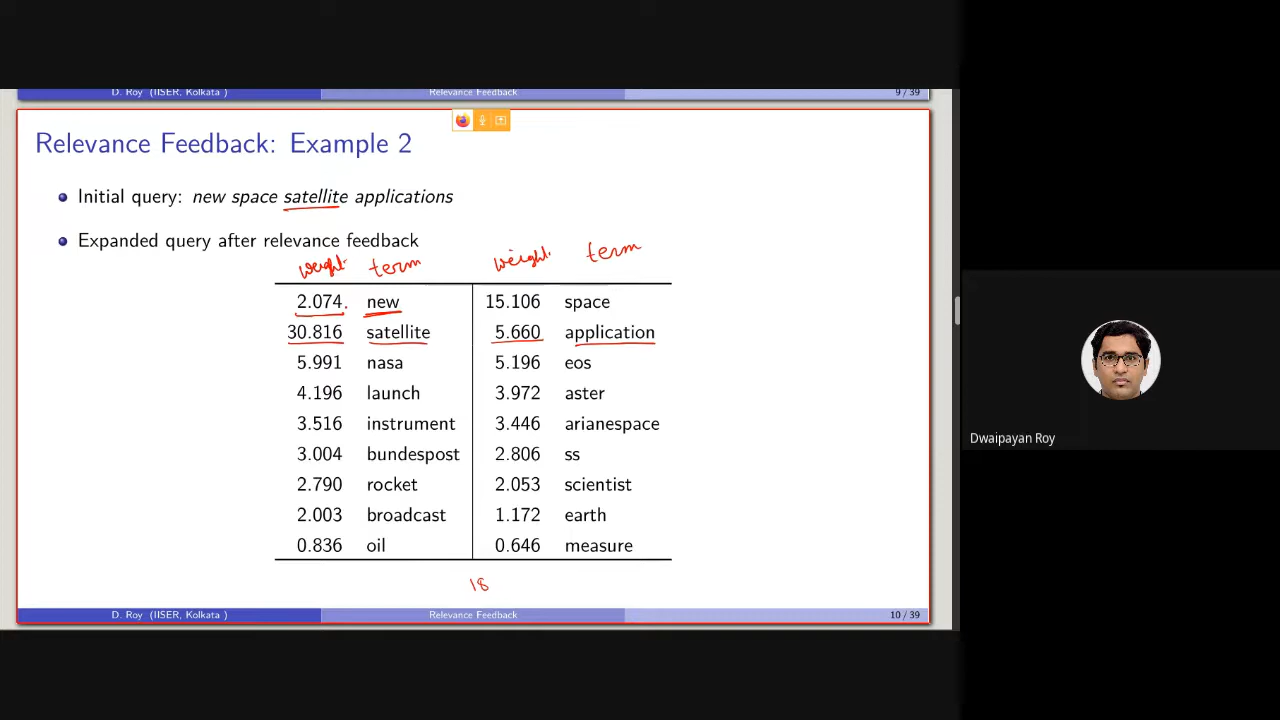 D. Roy (IISER, Kolkata ) Relevance Feedback 9 / 39
Relevance Feedback: Example 2
Initial query: new space satellite applications
Expanded query after relevance feedback
weight. term weight. term
2.074 new 15.106 space
30.816 satellite 5.660 application
5.991 nasa 5.196 eos
4.196 launch 3.972 aster
3.516 instrument 3.446 arianespace
3.004 bundespost 2.806 ss
2.790 rocket 2.053 scientist
2.003 broadcast 1.172 earth
0.836 oil 0.646 measure
18
D. Roy (IISER, Kolkata ) Relevance Feedback 10 / 39
Dwaipayan Roy